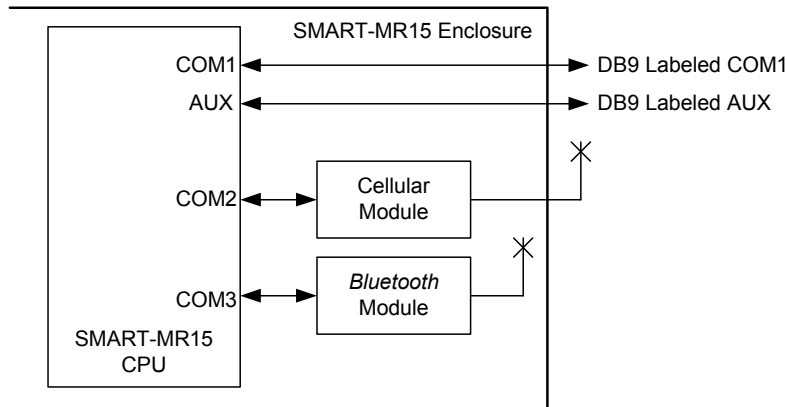 SMART-MR15 Enclosure
COM1
DB9 Labeled COM1
AUX
DB9 Labeled AUX
COM2
Cellular
Module
COM3
Bluetooth
Module
SMART-MR15
CPU